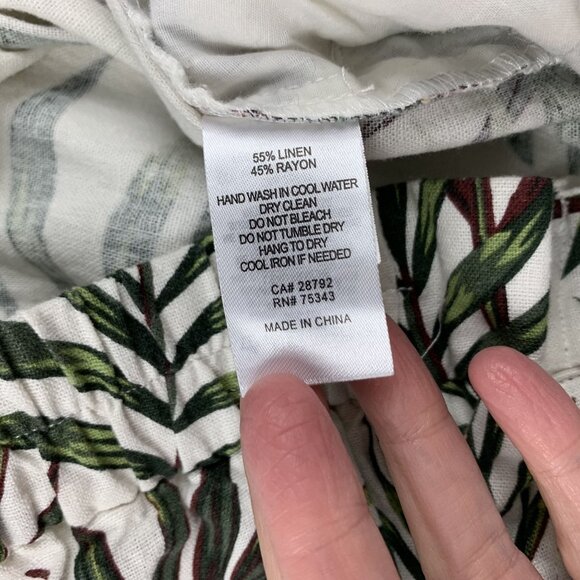 55% LINEN
45% RAYON
HAND WASH IN COOL WATER
DRY CLEAN
DO NOT BLEACH
DO NOT TUMBLE DRY
HANG TO DRY
COOL IRON IF NEEDED
CA# 28792
RN# 75343
MADE IN CHINA